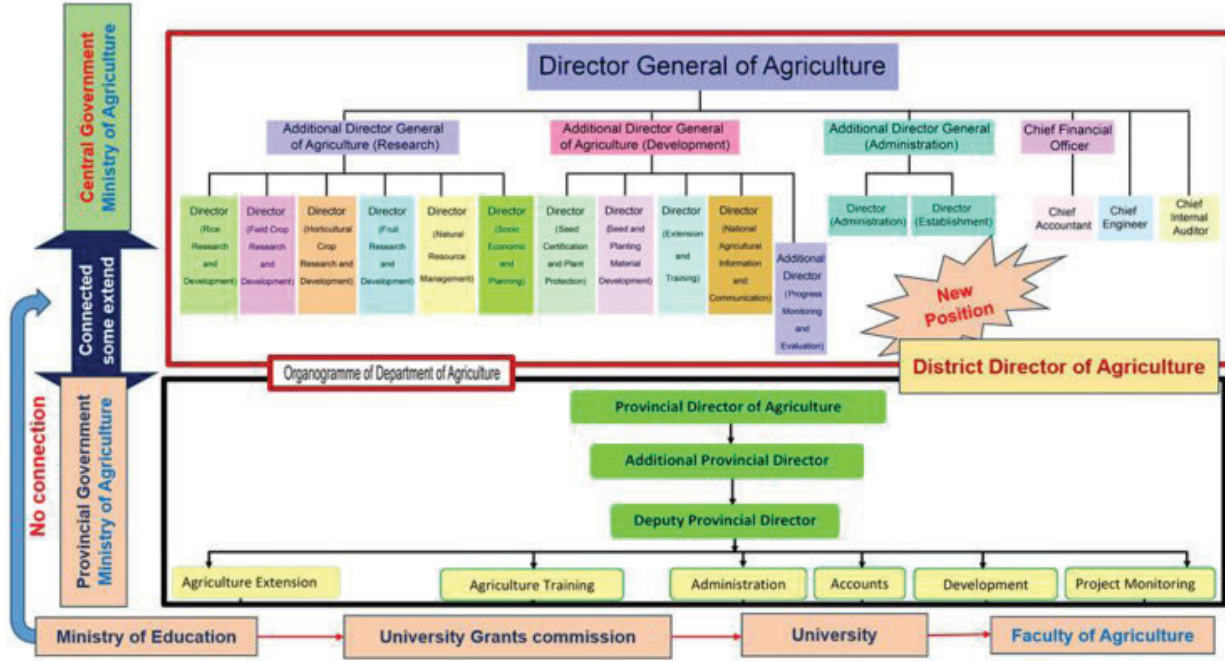 Central Government
Ministry of Agriculture
Connected
some extend
No connection
Provincial Government
Ministry of Agriculture
Director General of Agriculture
Additional Director General
of Agriculture (Research)
Additional Director General
of Agriculture (Development)
Additional Director General
(Administration)
Chief Financial
Officer
Director
(Rice
Research
and
Development)
Director
(Field Crop
Research
and
Development)
Director
(Horticultural
Crop
Research and
Development)
Director
(Fruit
Research and
Development)
Director
(Natural
Resource
Management)
Director
(Socio
Economic
and
Planning)
Director
(Seed
Certification
and Plant
Protection)
Director
(Seed and
Planting
Material
Development)
Director
(Extension
and
Training)
Director
(National
Agricultural
Information
and
Communication)
Additional
Director
(Progress
Monitoring
and
Evaluation)
Director
(Administration)
Director
(Establishment)
Chief
Accountant
Chief
Engineer
Chief
Internal
Auditor
New
Position
District Director of Agriculture
Organogramme of Department of Agriculture
Provincial Director of Agriculture
Additional Provincial Director
Deputy Provincial Director
Agriculture Extension
Agriculture Training
Administration
Accounts
Development
Project Monitoring
Ministry of Education
University Grants commission
University
Faculty of Agriculture